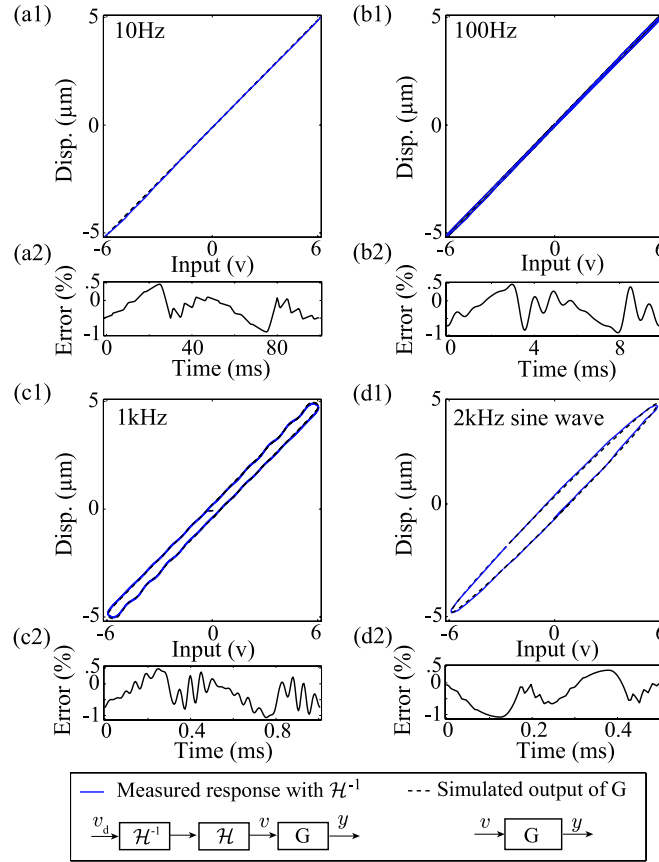 (a1)
10Hz
5
0
-5
Disp. (μm)
-6
0
6
Input (v)
(b1)
100Hz
5
0
-5
Disp. (μm)
-6
0
6
Input (v)
(a2)
.5
0
-1
Error (%)
0
40
80
Time (ms)
(b2)
.5
0
-1
Error (%)
0
4
8
Time (ms)
(c1)
1kHz
5
0
-5
Disp. (μm)
-6
0
6
Input (v)
(d1)
2kHz sine wave
5
0
-5
Disp. (μm)
-6
0
6
Input (v)
(c2)
.5
0
-1
Error (%)
0
0.4
0.8
Time (ms)
(d2)
.5
0
-1
Error (%)
0
0.2
0.4
Time (ms)
Measured response with ℋ⁻¹
Simulated output of G
v_d ℋ⁻¹ ℋ v G y
v G y